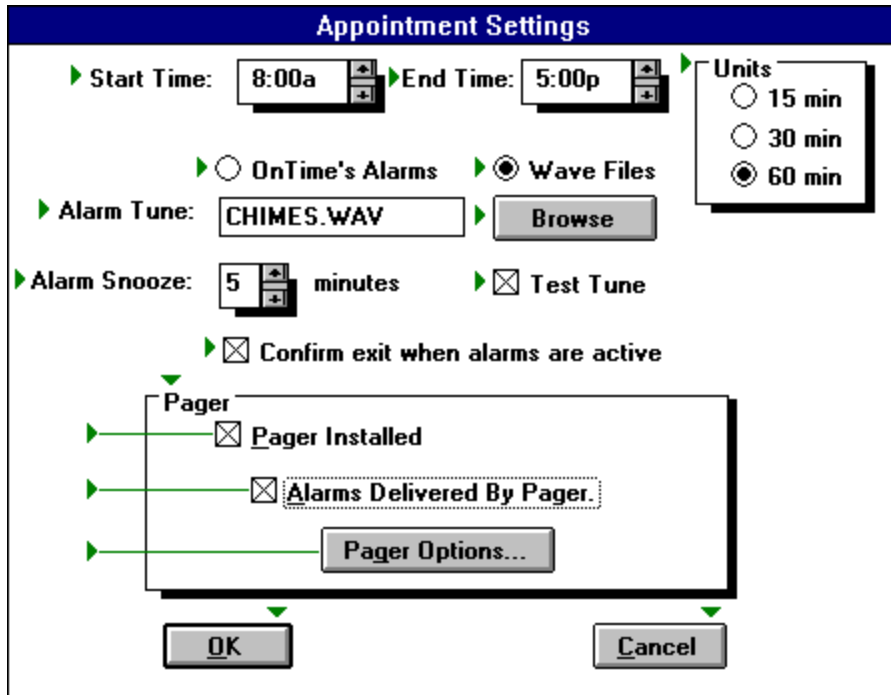 Appointment Settings
Start Time: 8:00a End Time: 5:00p
Units
15 min
30 min
60 min
OnTime's Alarms Wave Files
Alarm Tune: CHIMES.WAV Browse
Alarm Snooze: 5 minutes Test Tune
Confirm exit when alarms are active
Pager
Pager Installed
Alarms Delivered By Pager.
Pager Options...
OK Cancel